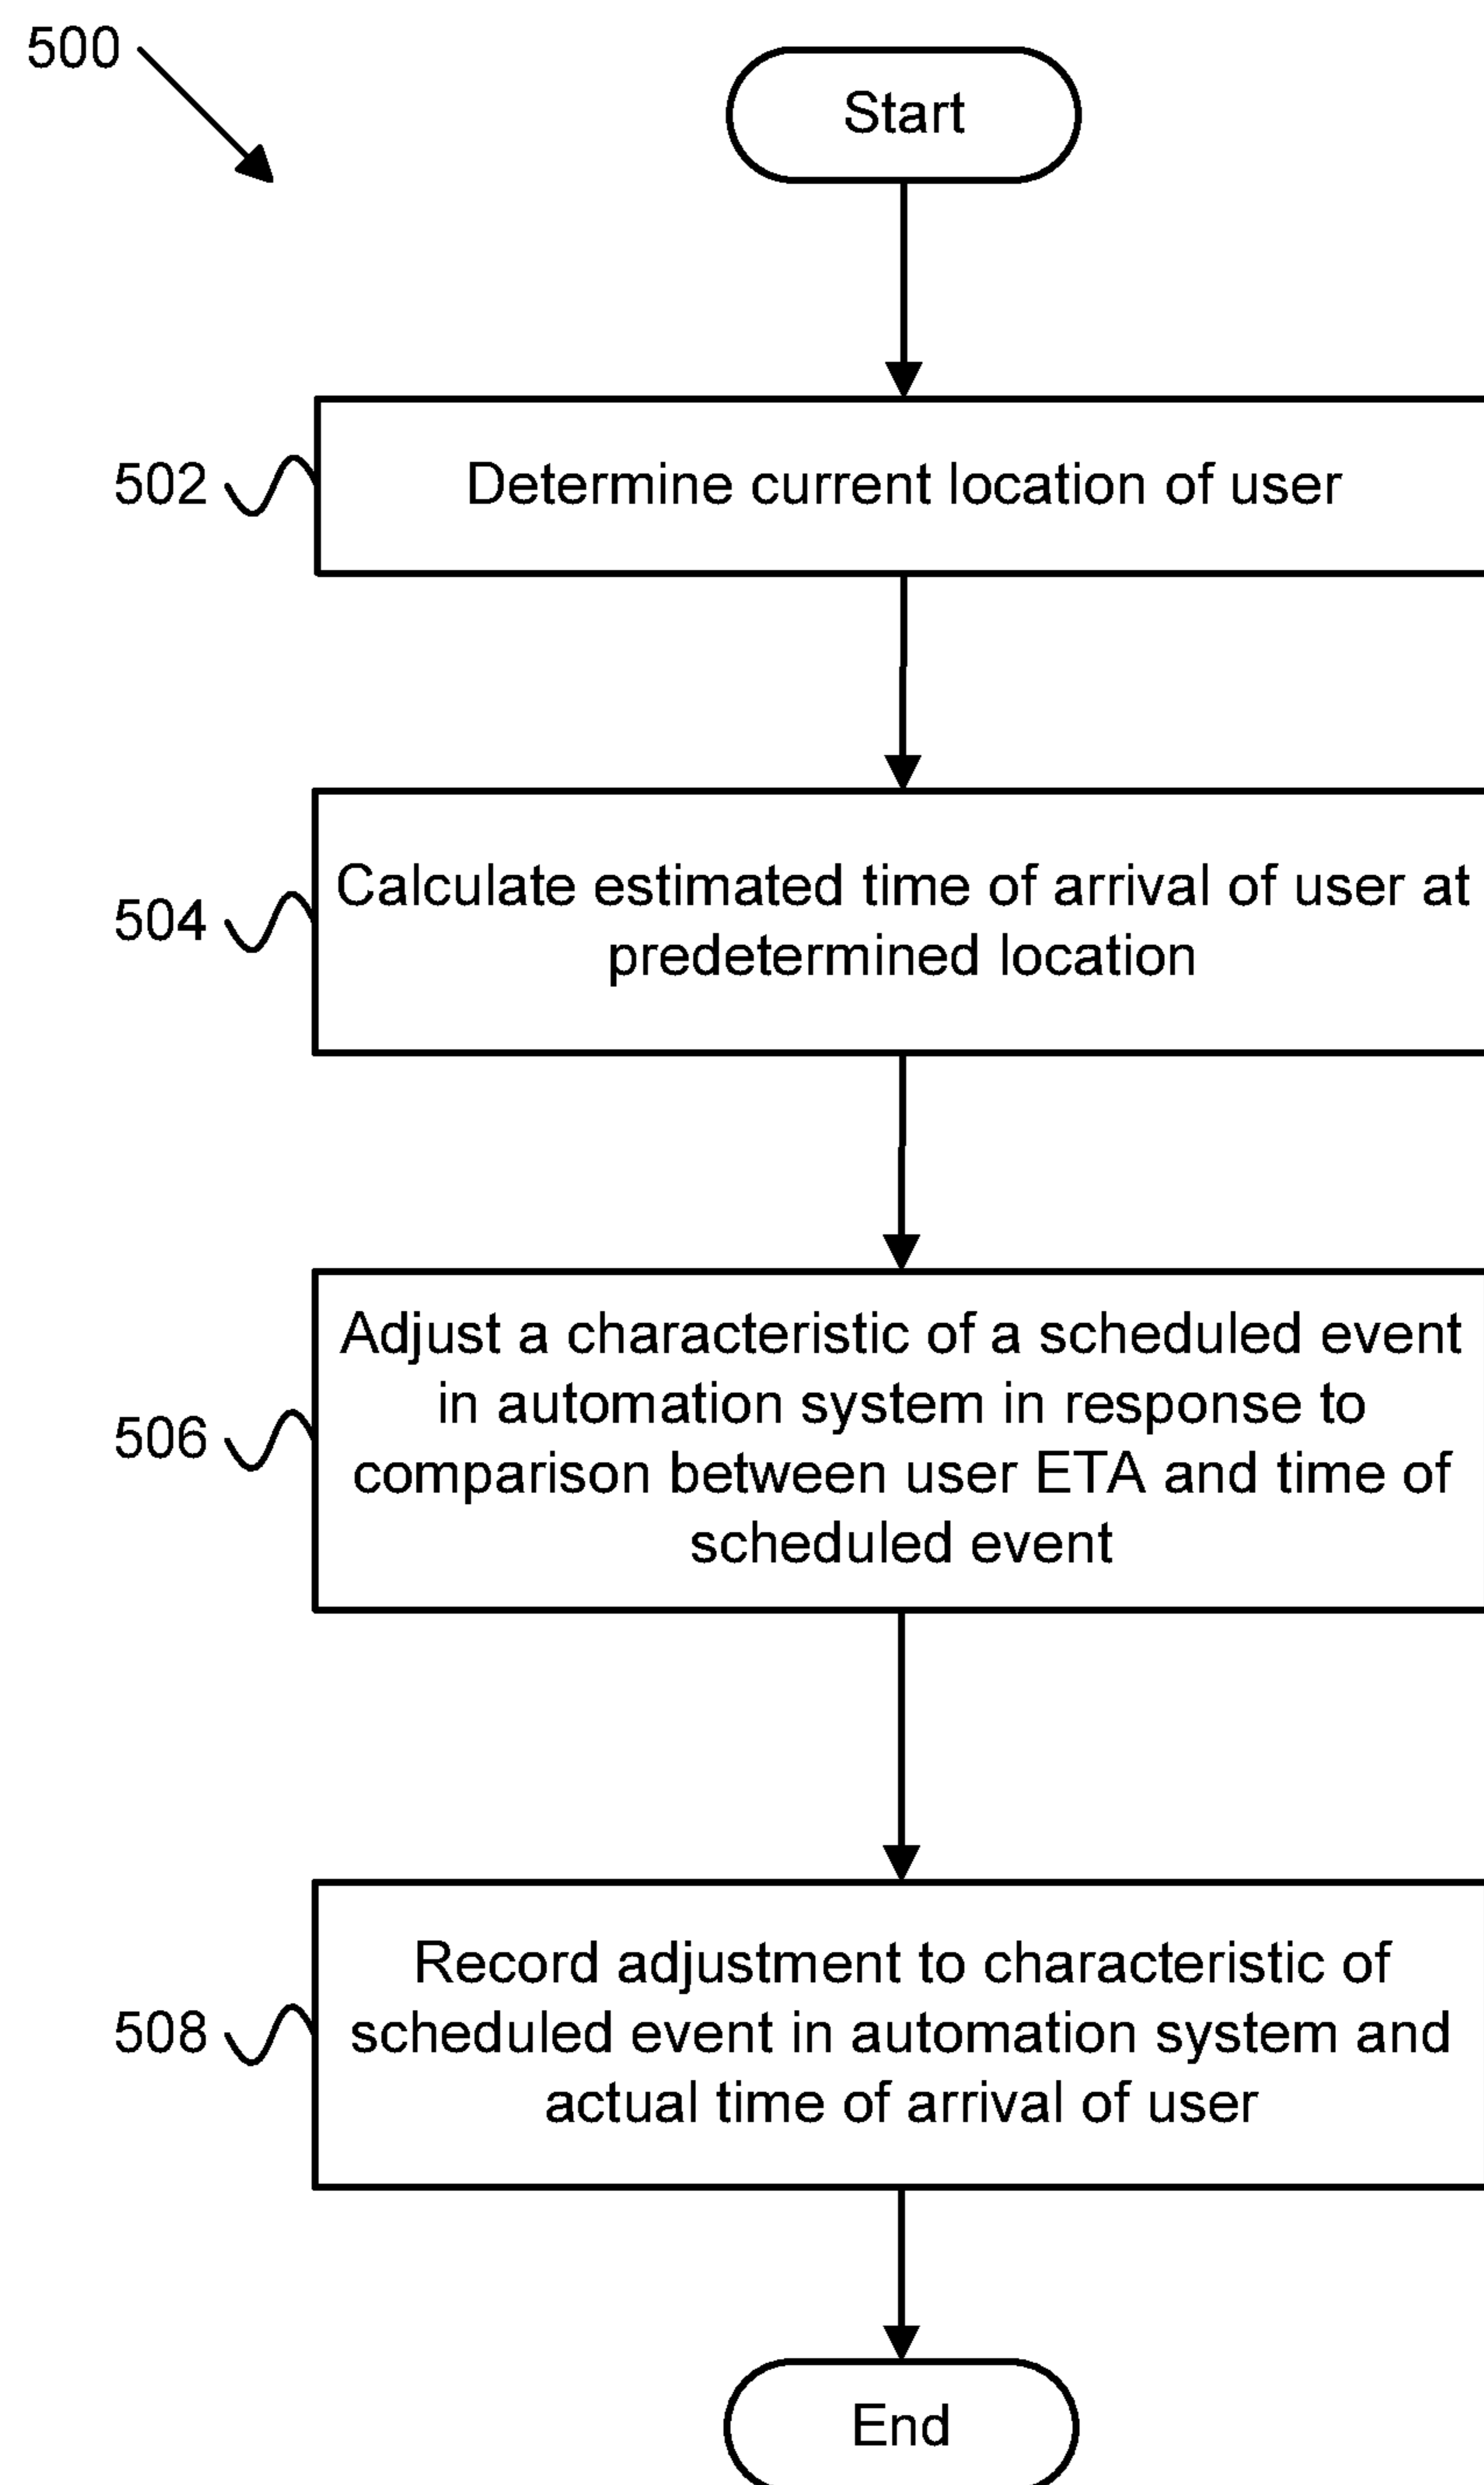 500
Start
502
Determine current location of user
504
Calculate estimated time of arrival of user at
predetermined location
506
Adjust a characteristic of a scheduled event
in automation system in response to
comparison between user ETA and time of
scheduled event
508
Record adjustment to characteristic of
scheduled event in automation system and
actual time of arrival of user
End